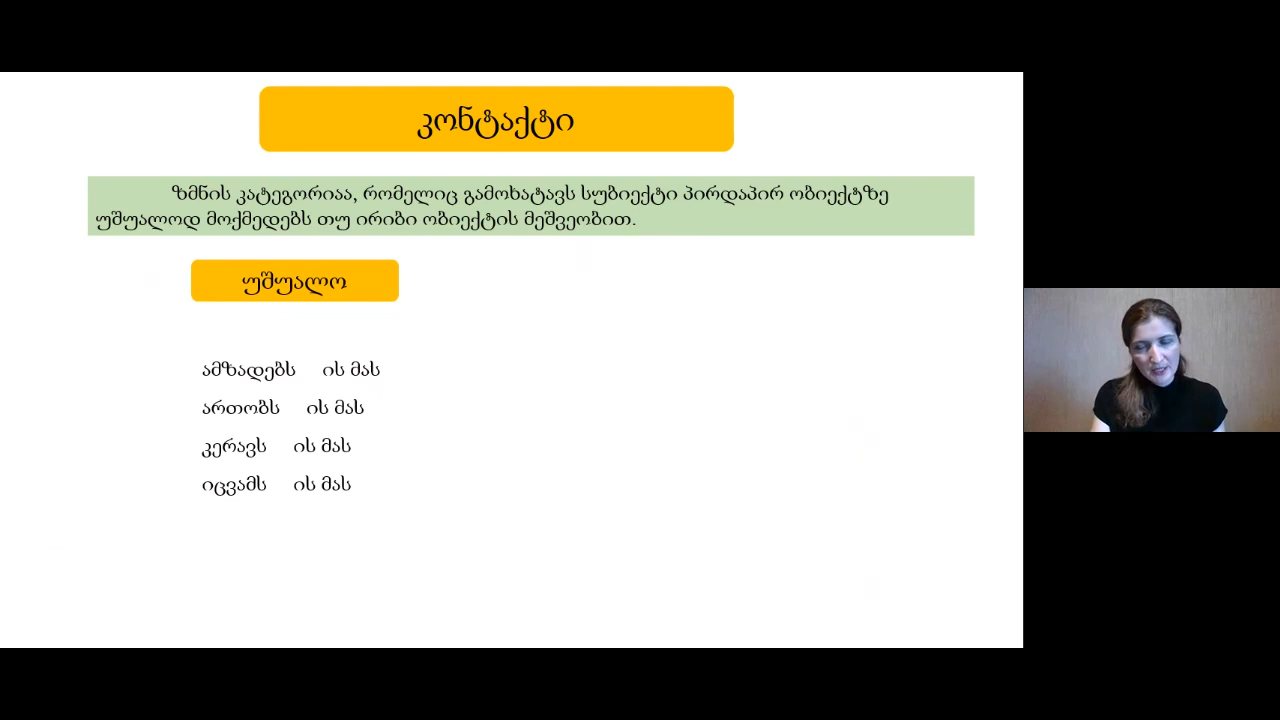 კონტაქტი
ზმნის კატეგორიაა, რომელიც გამოხატავს სუბიექტი პირდაპირ ობიექტზე
უშუალოდ მოქმედებს თუ ირიბი ობიექტის მეშვეობით.
უშუალო
ამზადებს ის მას
ართობს ის მას
კერავს ის მას
იცვამს ის მას